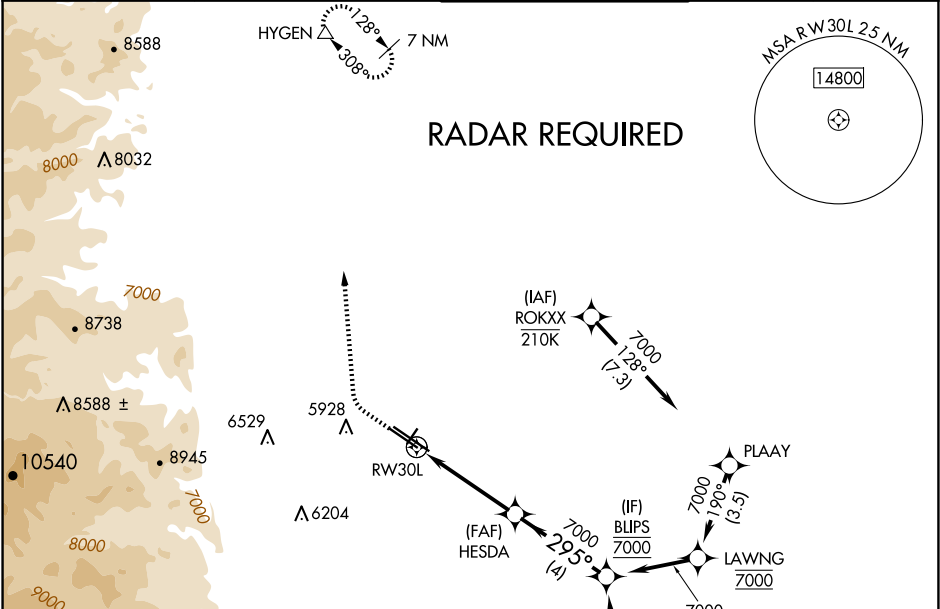 8588
HYGEN
128°
308°
7 NM
MSA RW30L 25 NM
14800
RADAR REQUIRED
8000
8032
7000
8738
(IAF)
ROKXX
210K
7000
128°
(7.3)
8588 ±
6529
5928
10540
8945
RW30L
PLAAY
7000
190°
(3.5)
7000
6204
(FAF)
HESDA
7000
295°
(4)
(IF)
BLIPS
7000
LAWNG
7000
8000
9000
7000